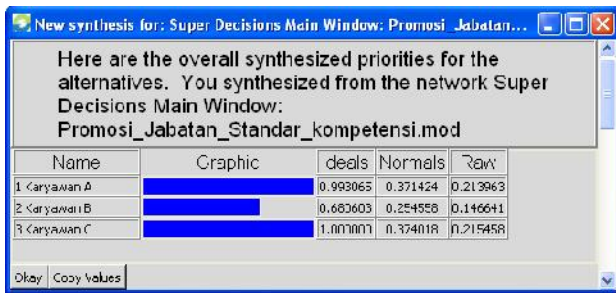 New synthesis for: Super Decisions Main Window: Promosi_Jabatan...
Here are the overall synthesized priorities for the
alternatives. You synthesized from the network Super
Decisions Main Window:
Promosi_Jabatan_Standar_kompetensi.mod
Name Graphic deals Normals Raw
1 Karyawan A 0.993065 0.371424 0.213963
2 Karyawan B 0.680603 0.254558 0.146641
3 Karyawan C 1.000000 0.374018 0.215458
Okay Copy Values